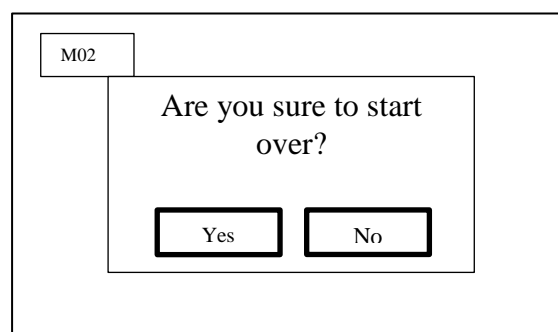 M02
Are you sure to start
over?
Yes
No